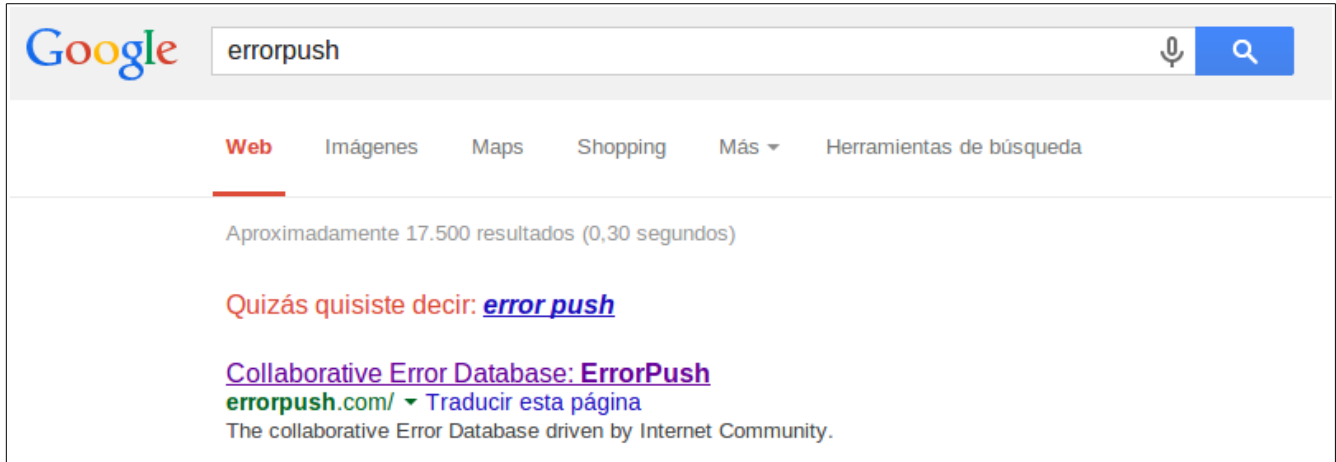 Google errorpush
Web Imágenes Maps Shopping Más Herramientas de búsqueda
Aproximadamente 17.500 resultados (0,30 segundos)
Quizás quisiste decir: error push
Collaborative Error Database: ErrorPush
errorpush.com/ Traducir esta página
The collaborative Error Database driven by Internet Community.